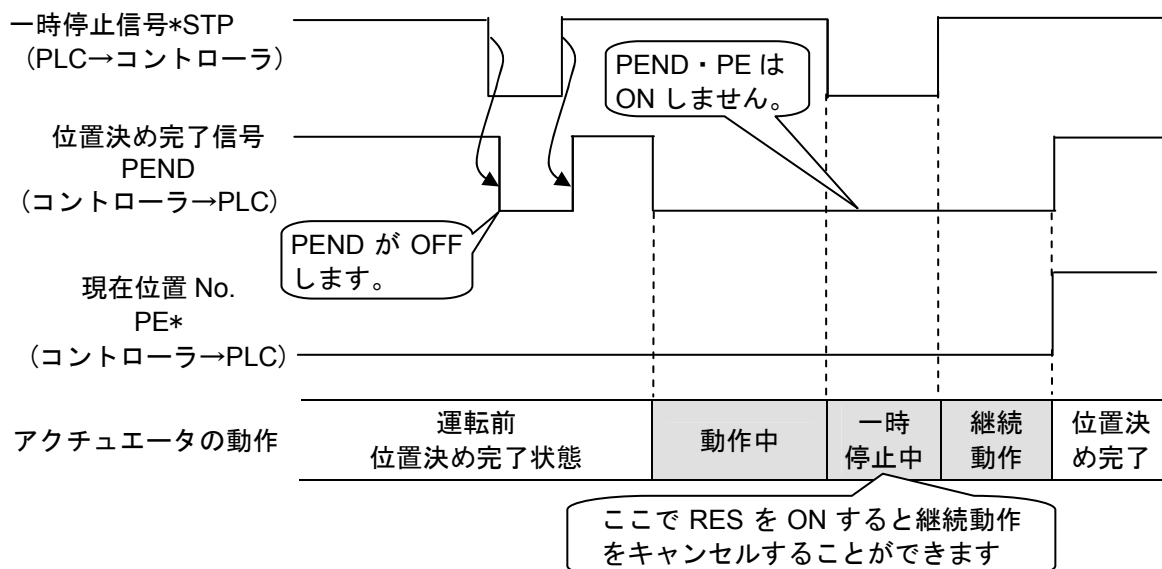 一時停止信号*STP
（PLC→コントローラ）
PEND・PE は
ON しません。
位置決め完了信号
PEND
（コントローラ→PLC）
PEND が OFF
します。
現在位置 No.
PE*
（コントローラ→PLC）
アクチュエータの動作
運転前
位置決め完了状態
動作中
一時
停止中
継続
動作
位置決
め完了
ここで RES を ON すると継続動作
をキャンセルすることができます